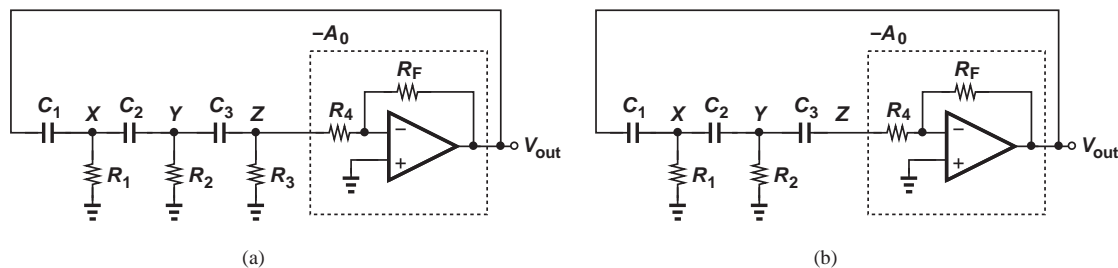 −A0
RF
C1 X C2 Y C3 Z R4
−
+
Vout
R1 R2 R3
(a)
−A0
RF
C1 X C2 Y C3 Z R4
−
+
Vout
R1 R2
(b)